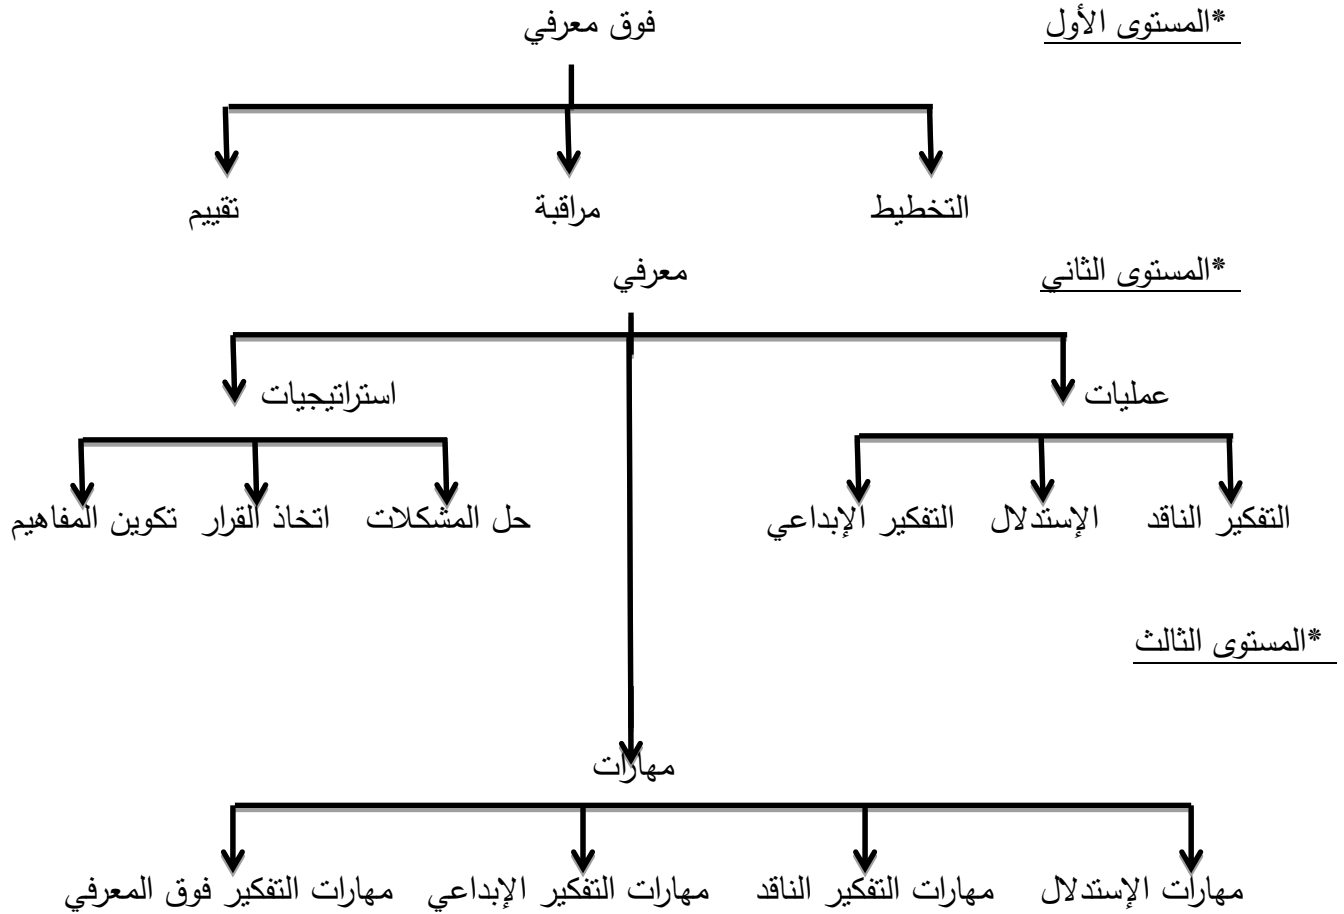 *المستوى الأول
فوق معرفي
التخطيط مراقبة تقييم
*المستوى الثاني
معرفي
عمليات استراتيجيات
التفكير الناقد الإستدلال التفكير الإبداعي حل المشكلات اتخاذ القرار تكوين المفاهيم
*المستوى الثالث
مهارات
مهارات الإستدلال مهارات التفكير الناقد مهارات التفكير الإبداعي مهارات التفكير فوق المعرفي